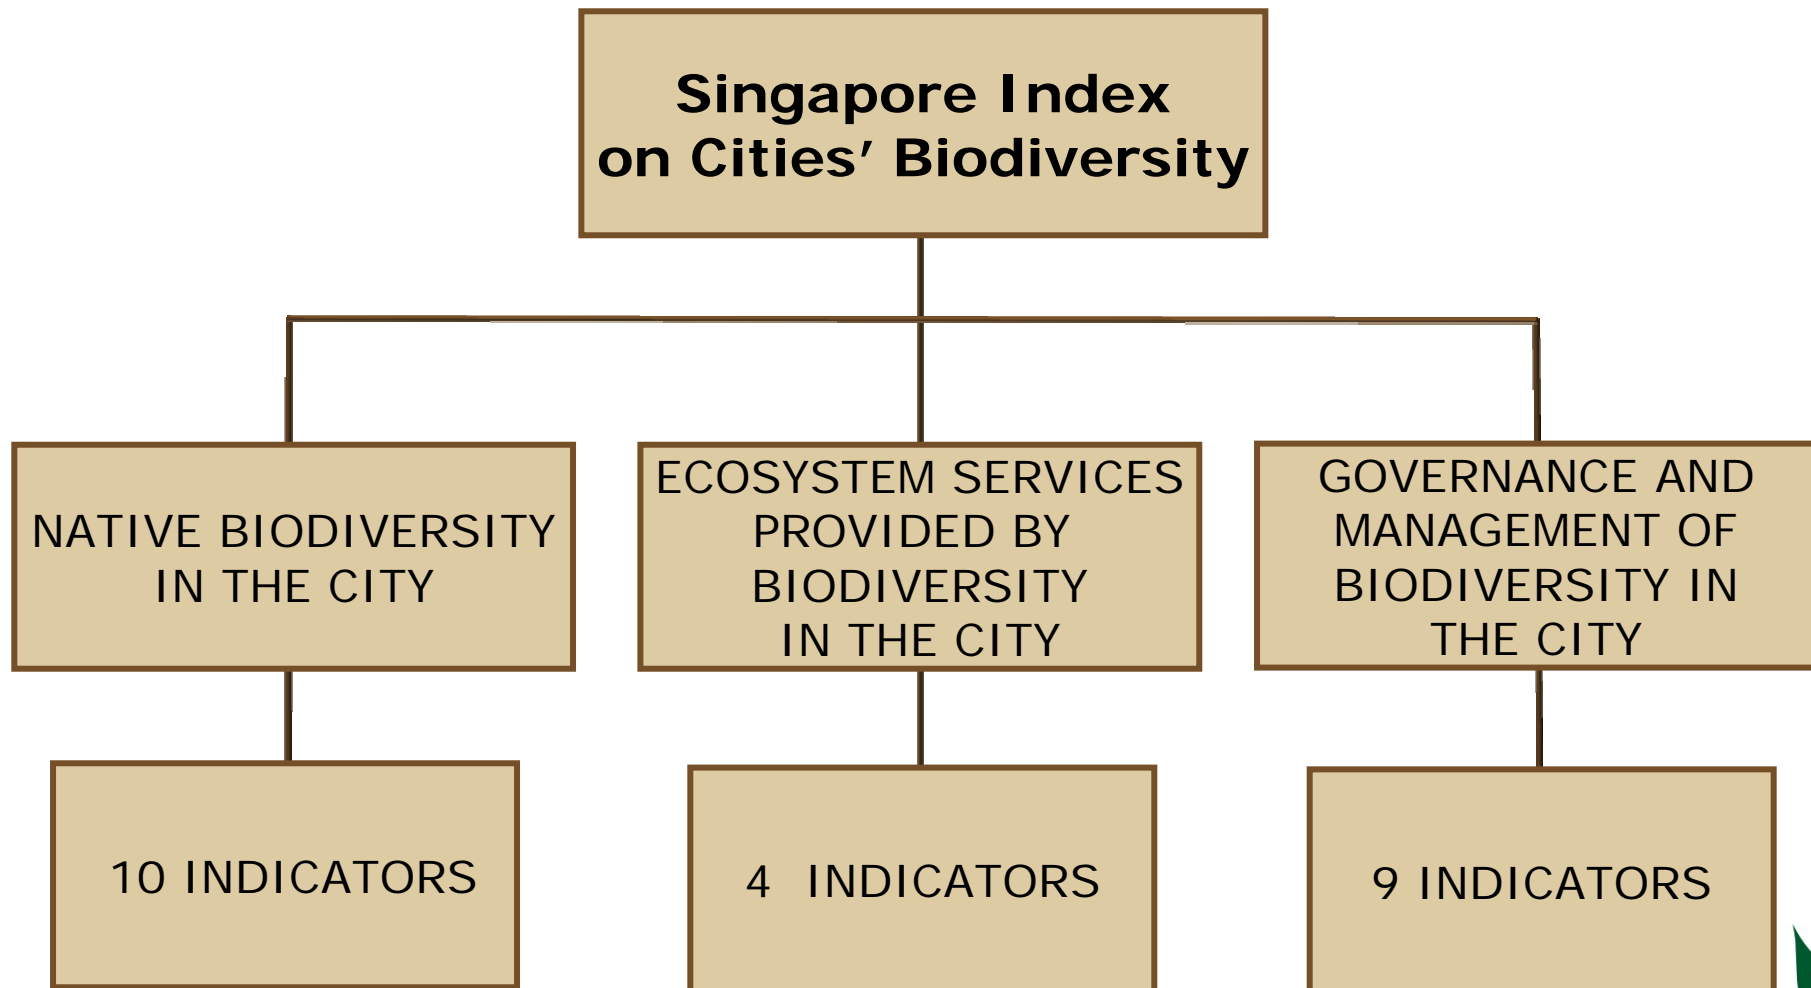 Singapore Index
on Cities’ Biodiversity
NATIVE BIODIVERSITY
IN THE CITY
ECOSYSTEM SERVICES
PROVIDED BY
BIODIVERSITY
IN THE CITY
GOVERNANCE AND
MANAGEMENT OF
BIODIVERSITY IN
THE CITY
10 INDICATORS
4 INDICATORS
9 INDICATORS